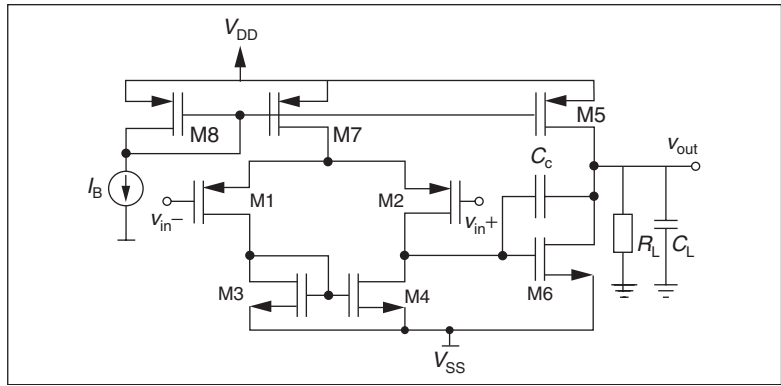 V_DD
M8
M7
M5
v_out
C_c
I_B
M1
M2
v_in−
v_in+
R_L
C_L
M3
M4
M6
V_SS